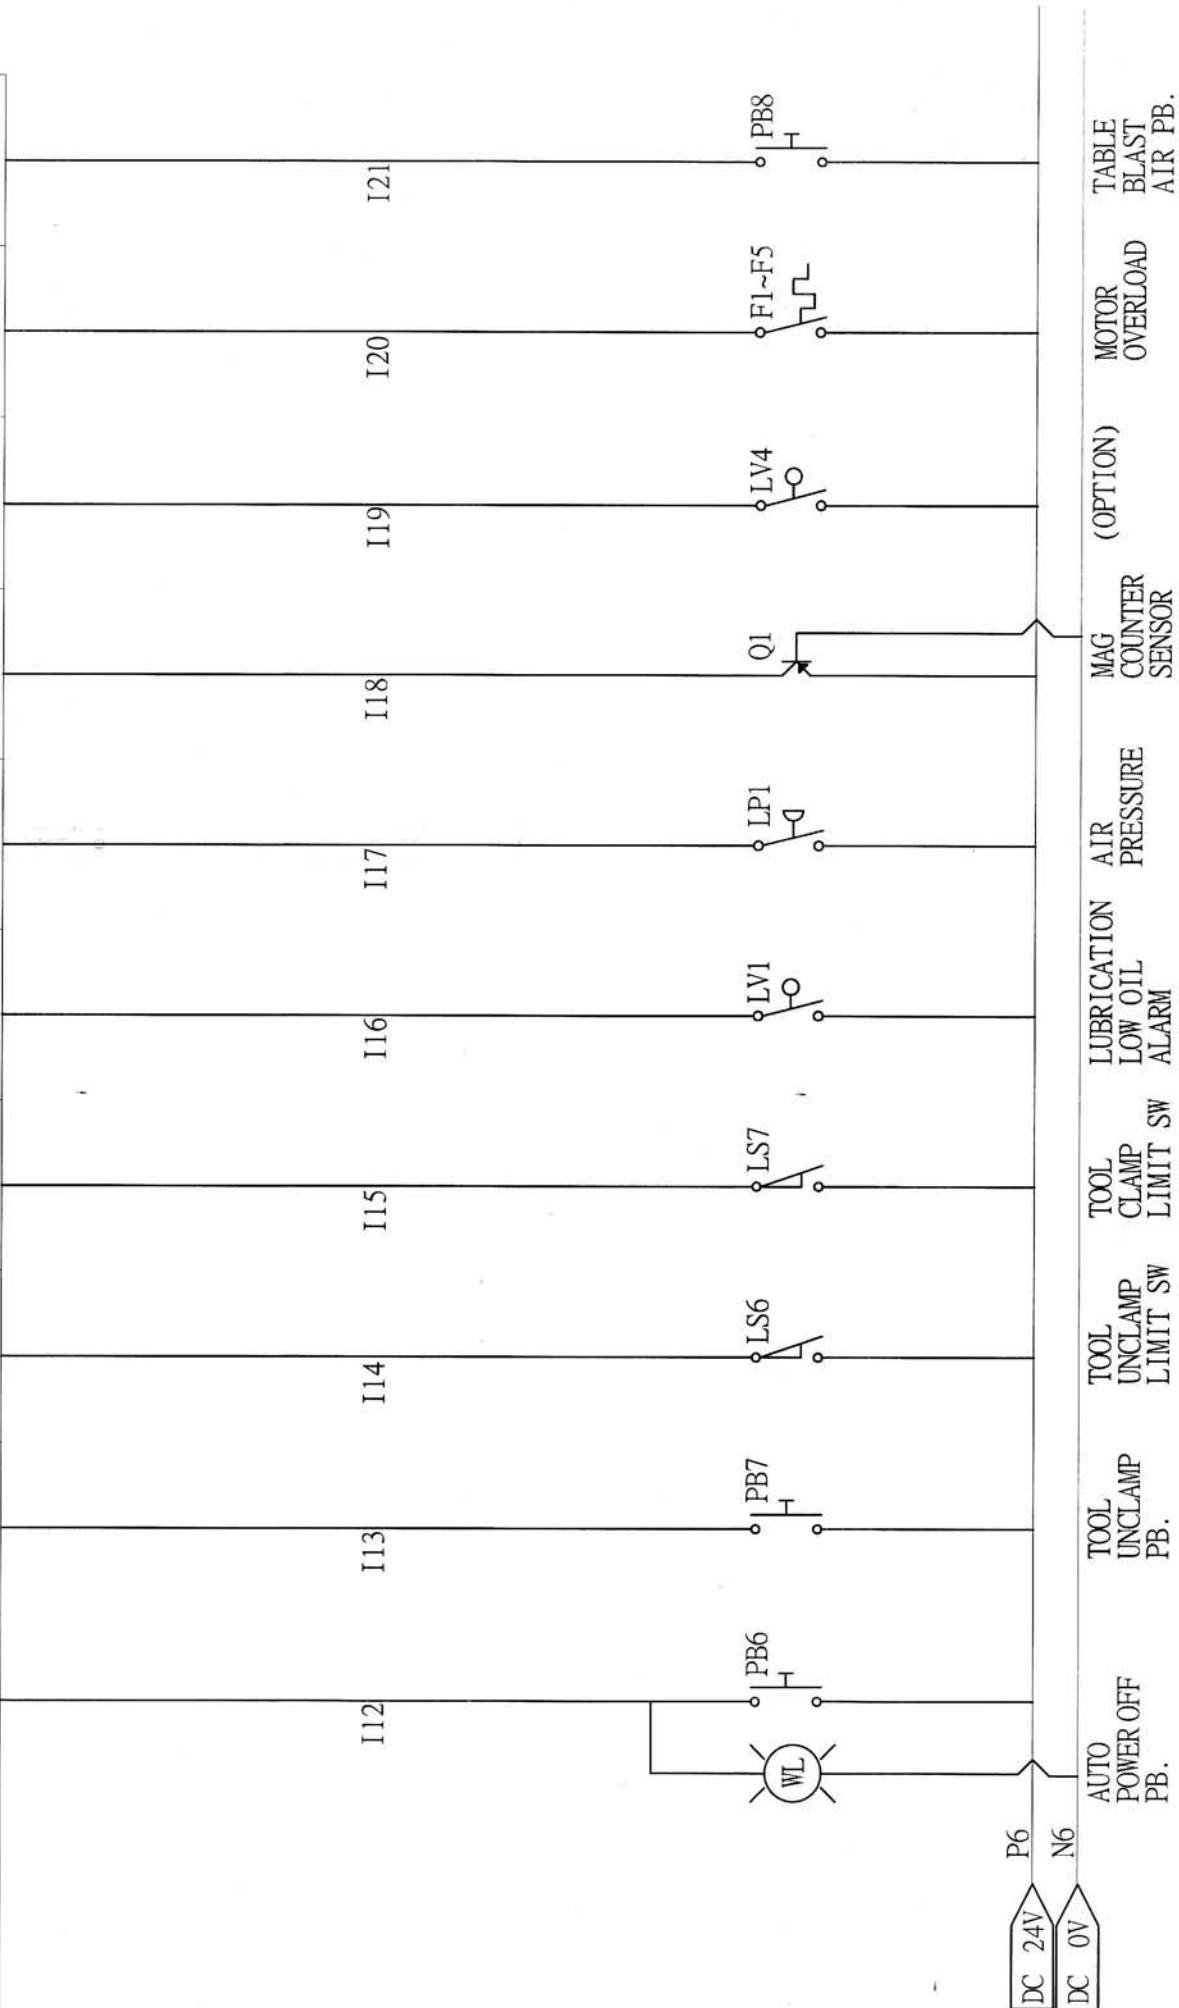 I12
I13
I14
I15
I16
I17
I18
I19
I20
I21
PB6
PB7
LS6
LS7
LV1
LP1
Q1
LV4
F1~F5
PB8
WL
DC 24V
P6
DC 0V
N6
AUTO
POWER OFF
PB.
TOOL
UNCLAMP
PB.
TOOL
UNCLAMP
LIMIT SW
TOOL
CLAMP
LIMIT SW
LUBRICATION
LOW OIL
ALARM
AIR
PRESSURE
MAG
COUNTER
SENSOR
(OPTION)
MOTOR
OVERLOAD
TABLE
BLAST
AIR PB.